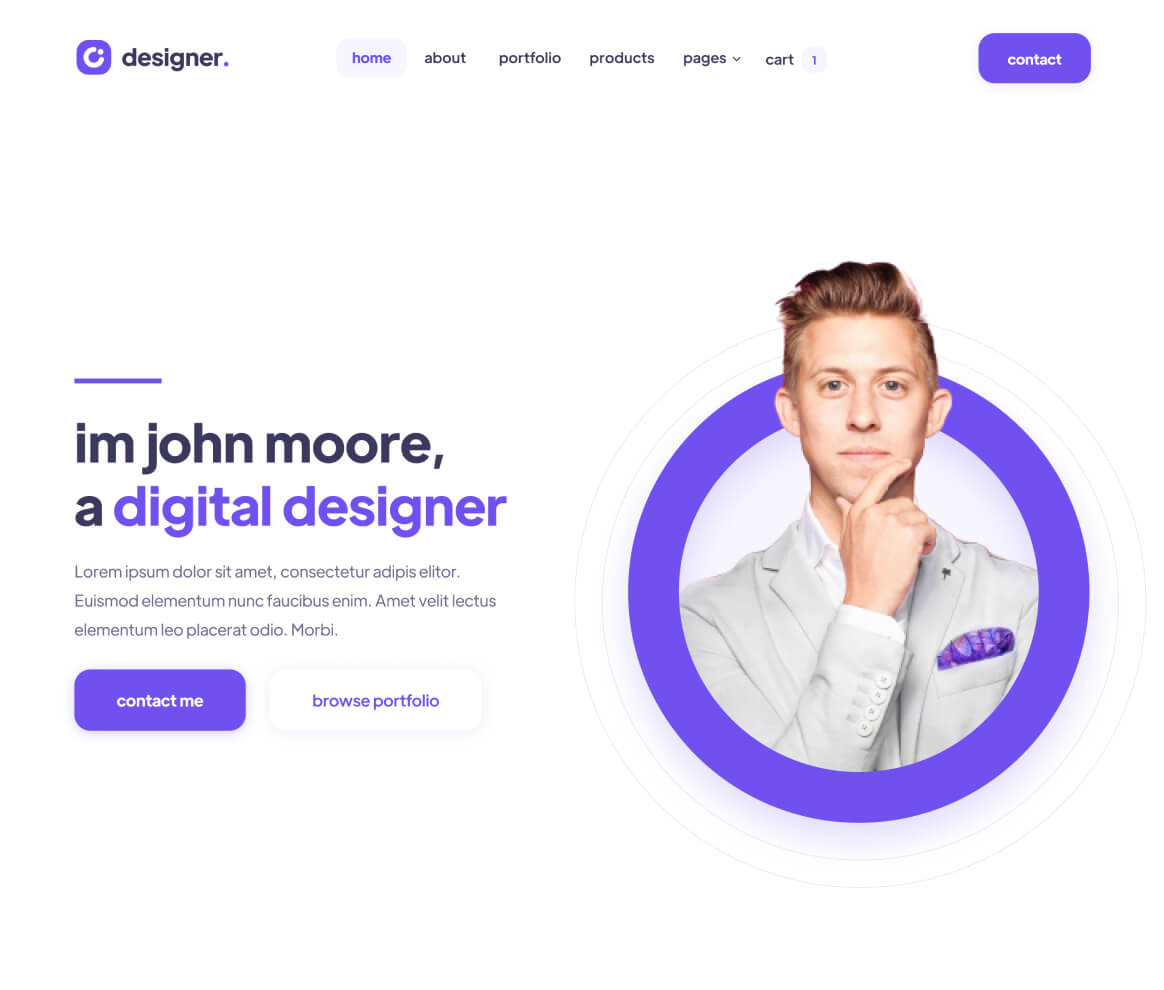 designer.
home about portfolio products pages cart 1
contact
im john moore,
a digital designer
Lorem ipsum dolor sit amet, consectetur adipis elitor.
Euismod elementum nunc faucibus enim. Amet velit lectus
elementum leo placerat odio. Morbi.
contact me
browse portfolio